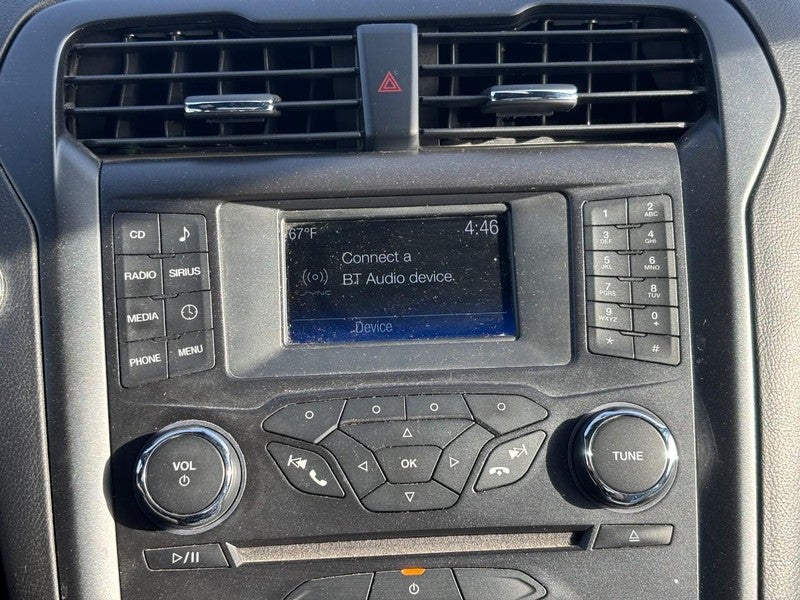 67°F 4:46
Connect a
BT Audio device.
SYNC
Device
CD
RADIO SIRIUS
MEDIA
PHONE MENU
1 2 ABC
3 DEF 4 GHI
5 JKL 6 MNO
7 PQRS 8 TUV
9 WXYZ 0 +
* #
VOL
OK
TUNE